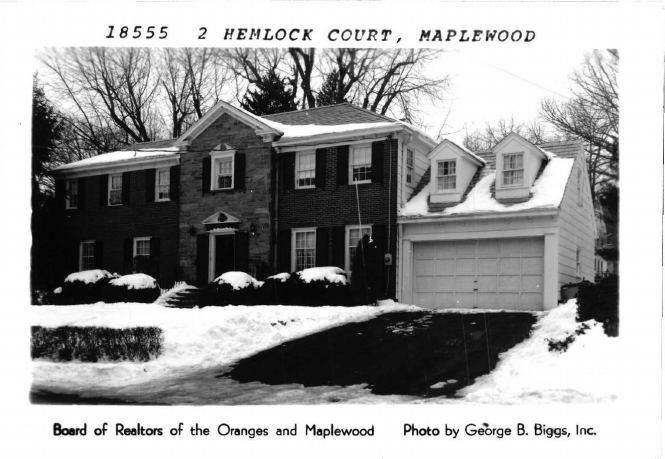 18555 2 HEMLOCK COURT, MAPLEWOOD
Board of Realtors of the Oranges and Maplewood Photo by George B. Biggs, Inc.